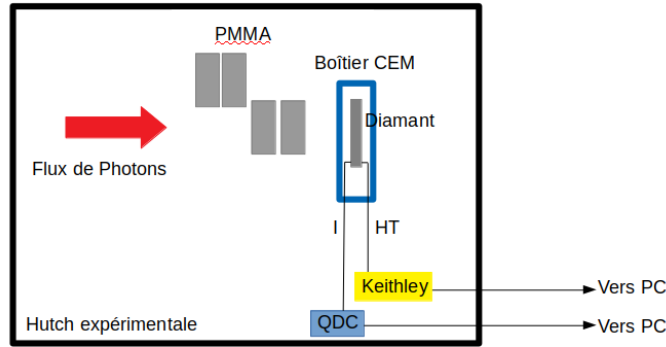 PMMA
Boîtier CEM
Diamant
Flux de Photons
I
HT
Keithley
Vers PC
QDC
Vers PC
Hutch expérimentale